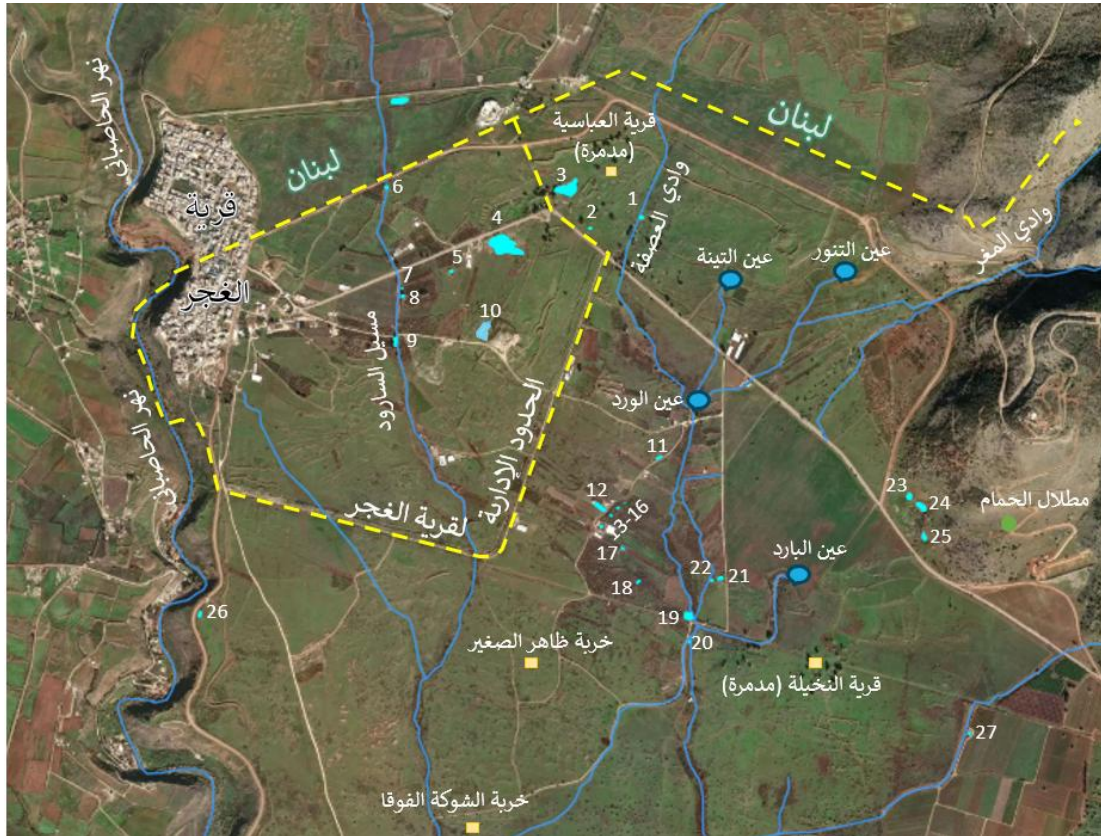 نهر الحاصباني
لبنان
لبنان
قرية العباسية
(مدمرة)
3
6
1
2
قرية
الغجر
4
5
7
8
9
10
وادي العصفة
عين التينة
عين التنور
وادي المغر
مسيل السارود
عين الورد
نهر الحاصباني
الحدود الإدارية
لقرية الغجر
11
12
13-16
17
18
23
24
25
مطلال الحمام
عين البارد
22
21
26
19
20
خربة ظاهر الصغير
قرية النخيلة (مدمرة)
27
خربة الشوكة الفوقا